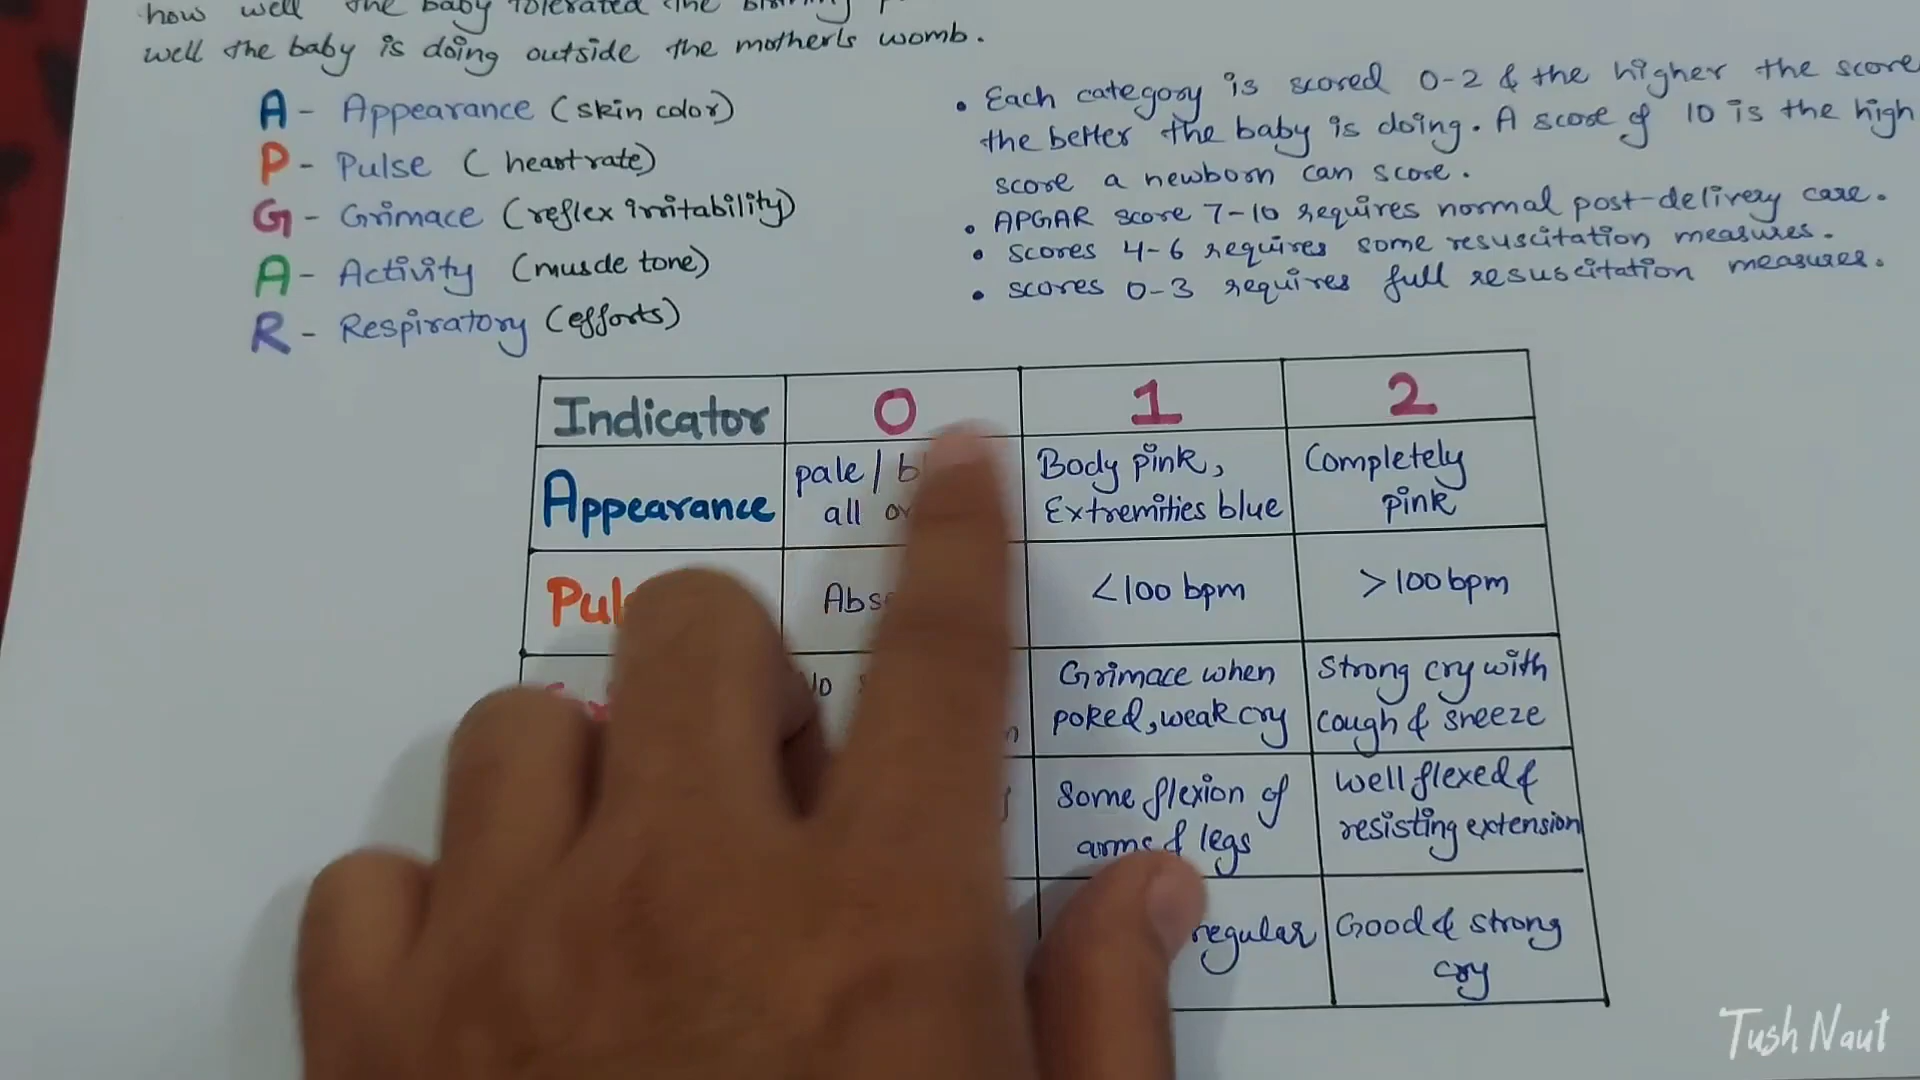 how well the baby tolerated the
well the baby is doing outside the mother's womb.
A - Appearance (skin color)
P - Pulse (heart rate)
G - Grimace (reflex irritability)
A - Activity (muscle tone)
R - Respiratory (efforts)
• Each category is scored 0-2 & the higher the score
the better the baby is doing. A score of 10 is the high
score a newborn can score.
• APGAR score 7-10 requires normal post-delivery care.
• scores 4-6 requires some resuscitation measures.
• scores 0-3 requires full resuscitation measures.
Indicator 0 1 2
Appearance pale / Body pink, Completely
all Extremities blue pink
<100 bpm >100 bpm
No Grimace when Strong cry with
poked, weak cry cough & sneeze
Some flexion of well flexed &
arms & legs resisting extension
regular Good & strong
cry
Tush Naut